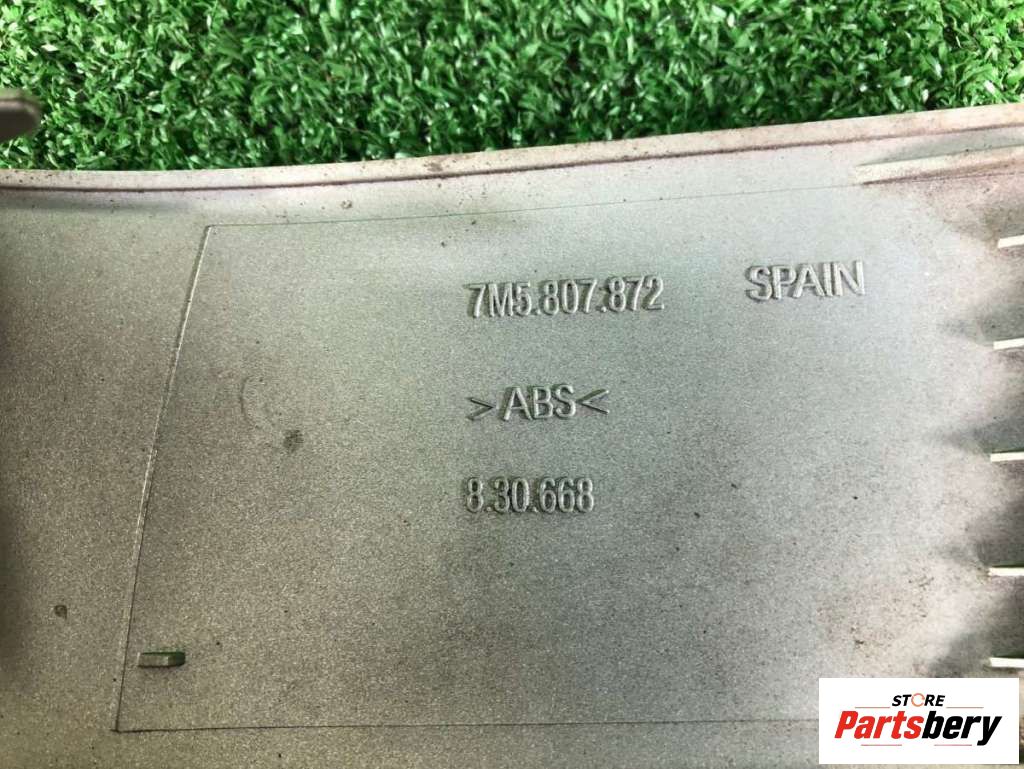 7M5.807.872 SPAIN
>ABS<
8.30.668
STORE
Partsbery